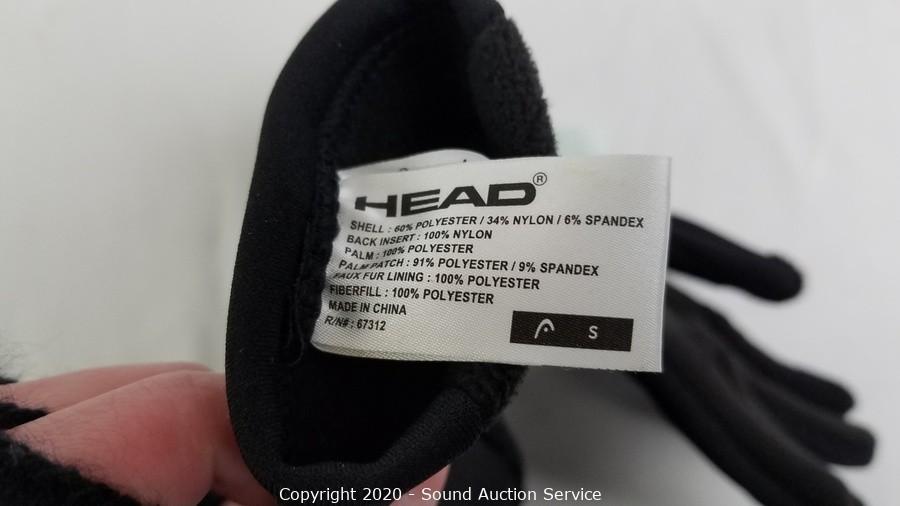 HEAD®
SHELL : 60% POLYESTER / 34% NYLON / 6% SPANDEX
BACK INSERT : 100% NYLON
PALM : 100% POLYESTER
PALM PATCH : 91% POLYESTER / 9% SPANDEX
FAUX FUR LINING : 100% POLYESTER
FIBERFILL : 100% POLYESTER
MADE IN CHINA
R/N# : 67312
S
Copyright 2020 - Sound Auction Service